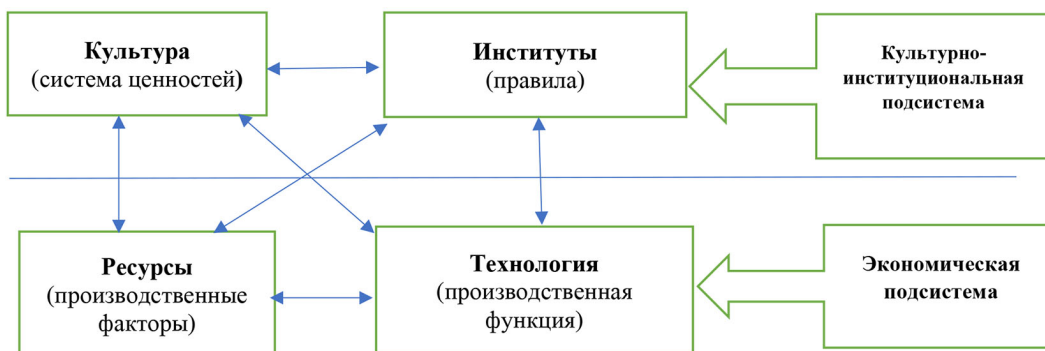 Культура
(система ценностей)
Институты
(правила)
Культурно-
институциональная
подсистема
Ресурсы
(производственные
факторы)
Технология
(производственная
функция)
Экономическая
подсистема